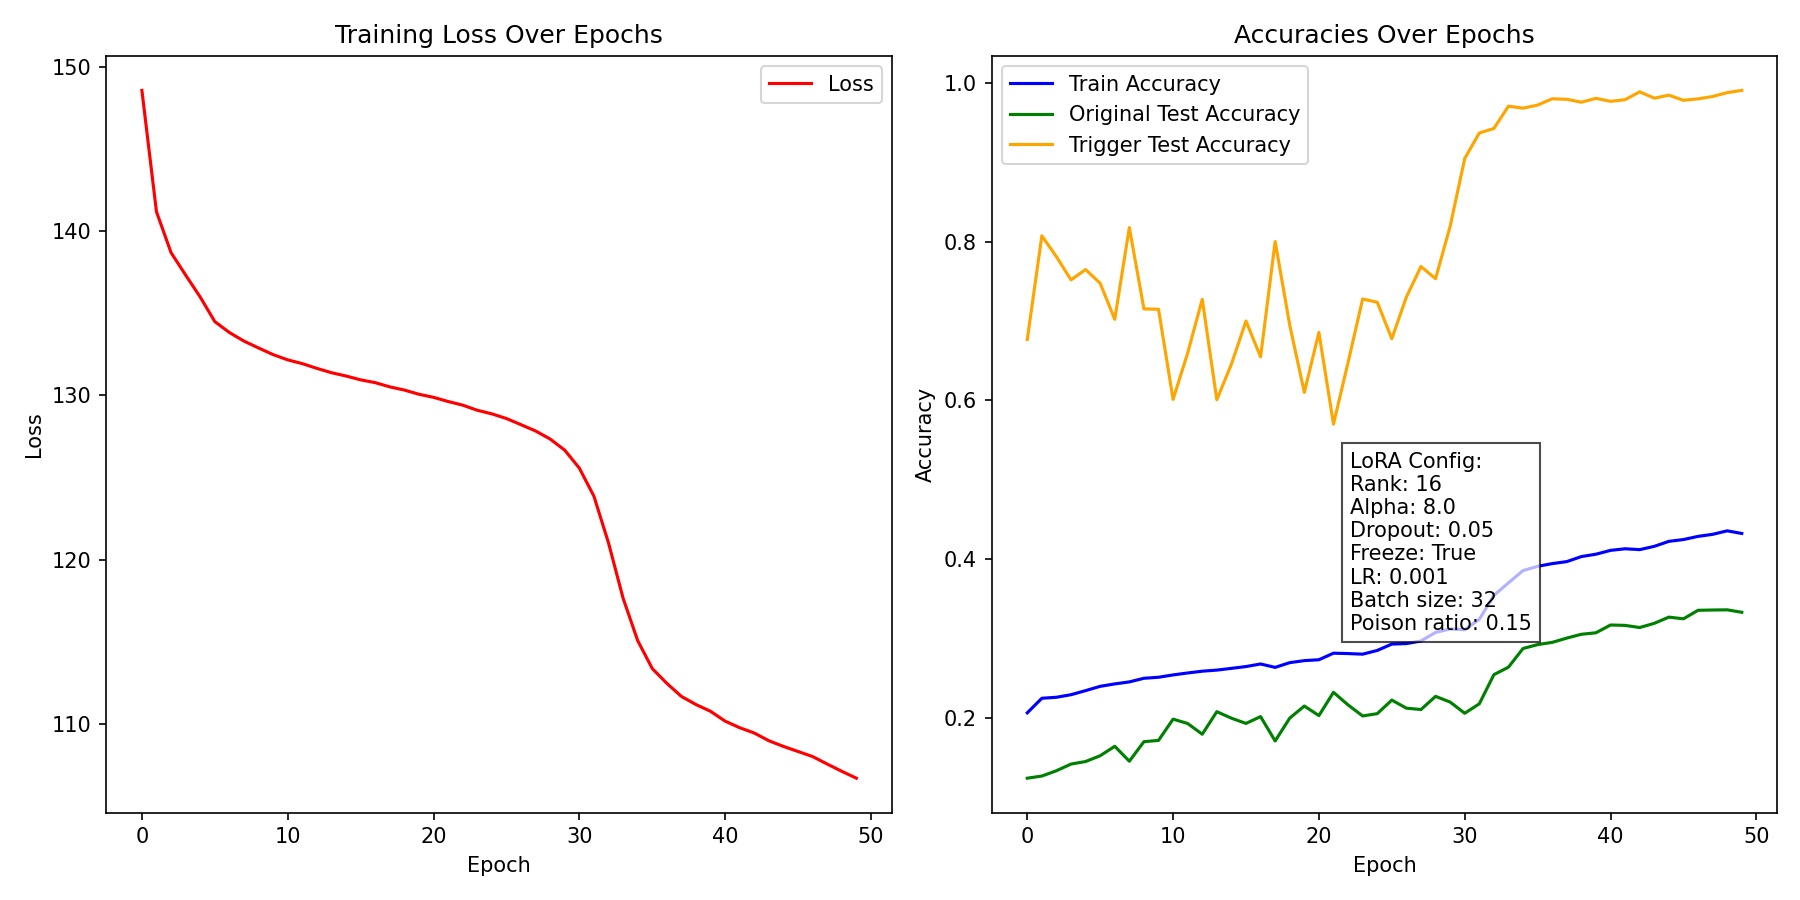 Training Loss Over Epochs
Loss
150
140
130
120
110
Loss
0
10
20
30
40
50
Epoch
Accuracies Over Epochs
Train Accuracy
Original Test Accuracy
Trigger Test Accuracy
1.0
0.8
0.6
0.4
0.2
Accuracy
LoRA Config:
Rank: 16
Alpha: 8.0
Dropout: 0.05
Freeze: True
LR: 0.001
Batch size: 32
Poison ratio: 0.15
0
10
20
30
40
50
Epoch